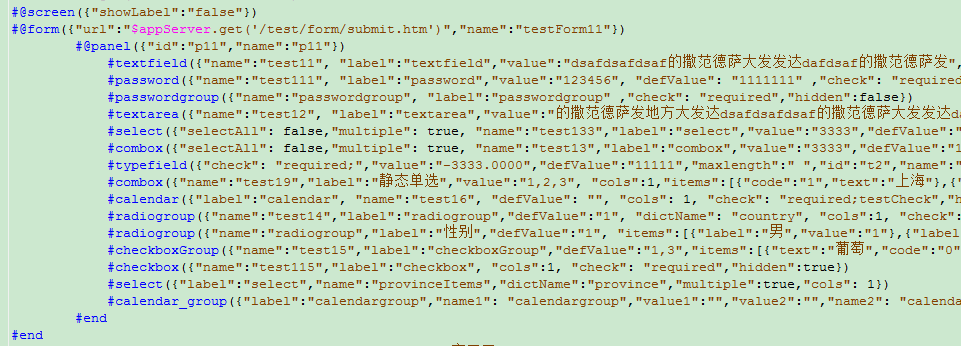 #@screen({"showLabel":"false"})
#@form({"url":"$appServer.get('/test/form/submit.htm')","name":"testForm11"})
#@panel({"id":"p11","name":"p11"})
#textfield({"name":"test11", "label":"textfield","value":"dsafdsafdsaf的撒范德萨大发发达dafdsaf的撒范德萨发",
#password({"name":"test111", "label":"password","value":"123456", "defValue": "1111111" ,"check": "required
#passwordgroup({"name":"passwordgroup", "label":"passwordgroup" ,"check": "required","hidden":false})
#textarea({"name":"test12", "label":"textarea","value":"的撒范德萨发地方大发达dsafdsafdsaf的撒范德萨大发发达da
#select({"selectAll": false,"multiple": true, "name":"test133","label":"select","value":"3333","defValue":"
#combox({"selectAll": false,"multiple": true, "name":"test13","label":"combox","value":"3333","defValue":"1
#typefield({"check": "required;","value":"-3333.0000","defValue":"11111","maxlength":" ","id":"t2","name":"
#combox({"name":"test19","label":"静态单选","value":"1,2,3", "cols":1,"items":[{"code":"1","text":"上海"},{"
#calendar({"label":"calendar", "name":"test16", "defValue": "", "cols": 1, "check": "required;testCheck","h
#radiogroup({"name":"test14","label":"radiogroup","defValue":"1", "dictName": "country", "cols":1, "check":
#radiogroup({"name":"radiogroup","label":"性别","defValue":"1", "items":[{"label":"男","value":"1"},{"label
#checkboxGroup({"name":"test15","label":"checkboxGroup","defValue":"1,3","items":[{"text":"葡萄","code":"0"
#checkbox({"name":"test115","label":"checkbox", "cols":1, "check": "required","hidden":true})
#select({"label":"select","name":"provinceItems","dictName":"province","multiple":true,"cols": 1})
#calendar_group({"label":"calendargroup","name1": "calendargroup","value1":"","value2":"","name2": "calenda
#end
#end